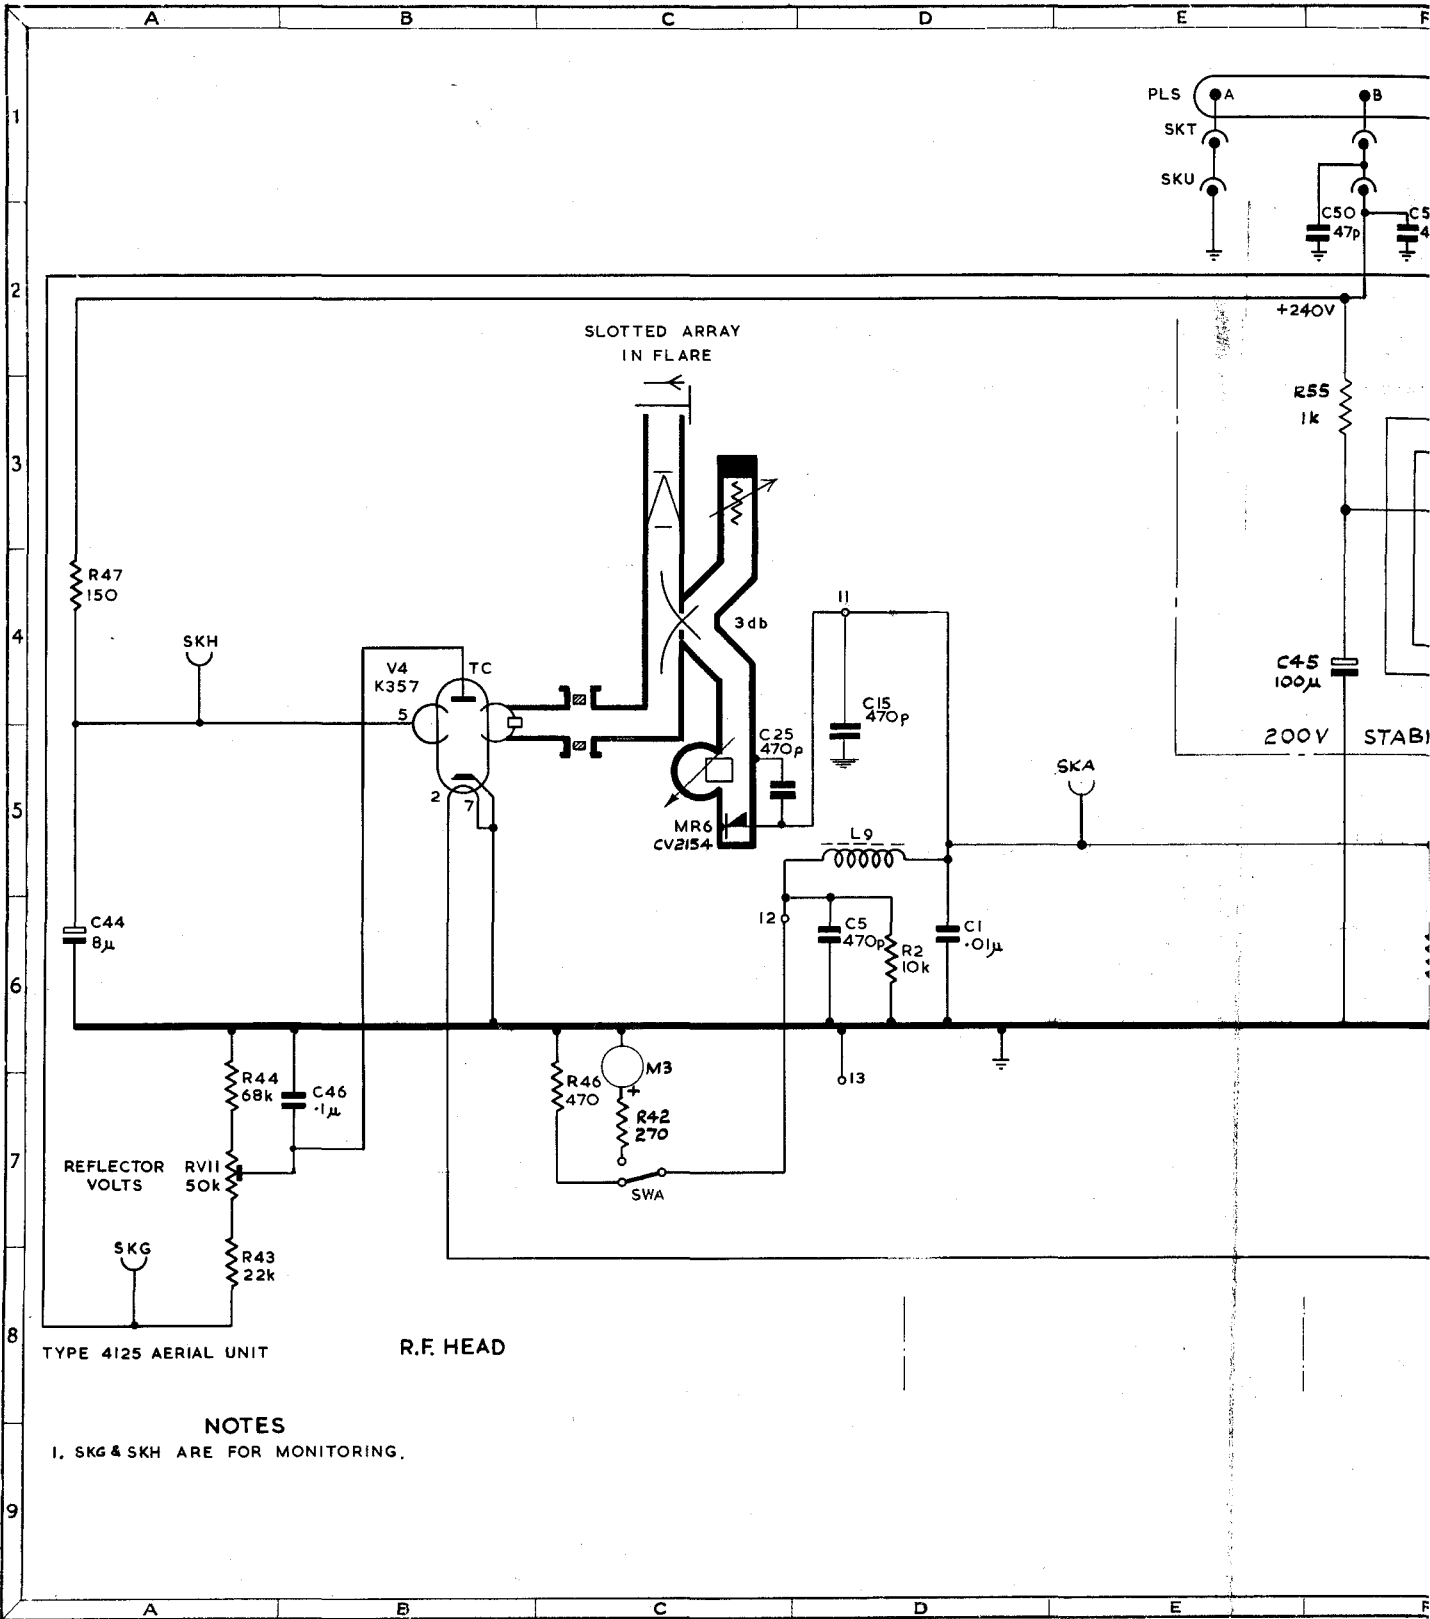 A B C D E F
PLS A B
1
SKT
SKU
C50
47p
C5
4
2
+240V
SLOTTED ARRAY
IN FLARE
R55
1k
3
R47
150
11
3db
4
SKH
V4
K357
TC
C45
100µ
5
C15
470p
C25
470p
200V STABI
SKA
2 7
5
MR6
CV2154
L9
C44
8µ
12
C5
470p
R2
10k
C1
.01µ
6
M3
+
R44
68k
C46
.1µ
R46
470
R42
270
13
7
REFLECTOR
VOLTS
RV11
50k
SWA
SKG
R43
22k
8
TYPE 4125 AERIAL UNIT
R.F. HEAD
NOTES
1. SKG & SKH ARE FOR MONITORING.
9
A B C D E F